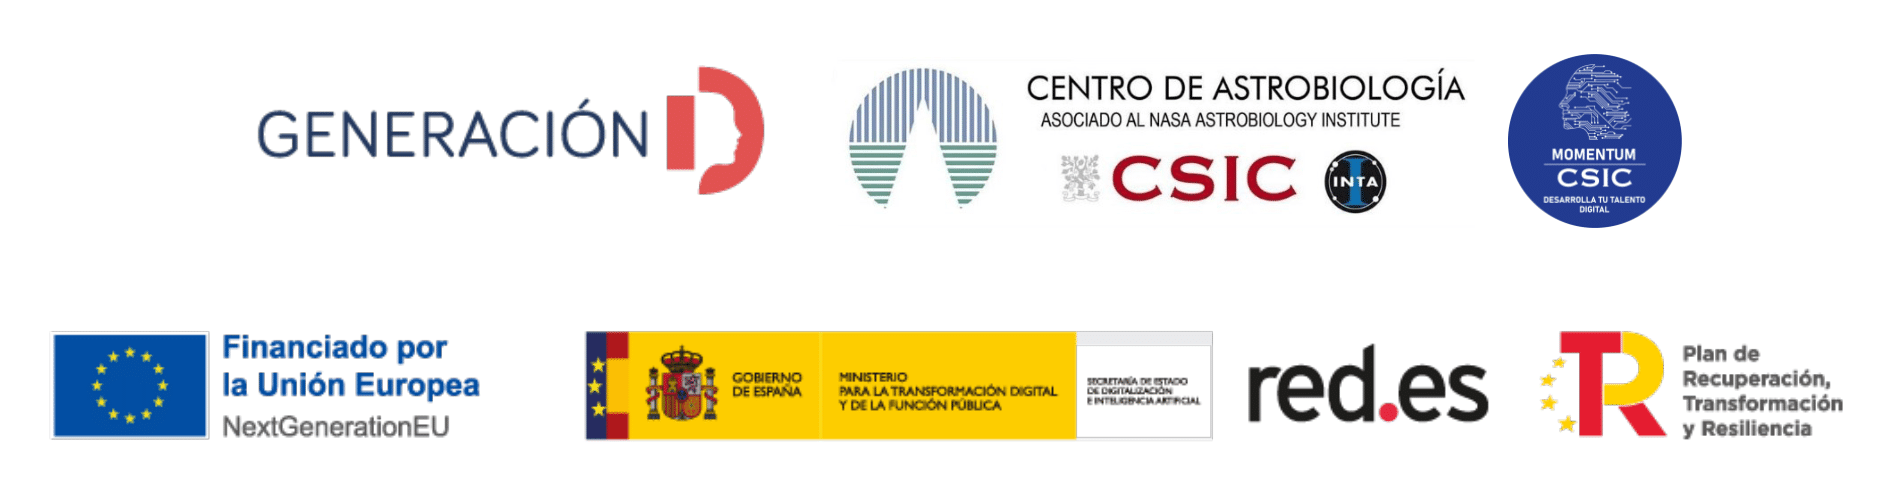 GENERACIÓN D
CENTRO DE ASTROBIOLOGÍA
ASOCIADO AL NASA ASTROBIOLOGY INSTITUTE
CSIC
INTA
MOMENTUM
CSIC
DESARROLLA TU TALENTO
DIGITAL
Financiado por
la Unión Europea
NextGenerationEU
GOBIERNO
DE ESPAÑA
MINISTERIO
PARA LA TRANSFORMACIÓN DIGITAL
Y DE LA FUNCIÓN PÚBLICA
SECRETARÍA DE ESTADO
DE DIGITALIZACIÓN
E INTELIGENCIA ARTIFICIAL
red.es
TR
Plan de
Recuperación,
Transformación
y Resiliencia